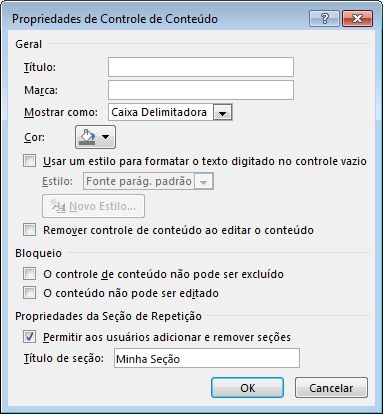 Propriedades de Controle de Conteúdo
Geral
Título:
Marca:
Mostrar como: Caixa Delimitadora
Cor:
Usar um estilo para formatar o texto digitado no controle vazio
Estilo: Fonte parág. padrão
Novo Estilo...
Remover controle de conteúdo ao editar o conteúdo
Bloqueio
O controle de conteúdo não pode ser excluído
O conteúdo não pode ser editado
Propriedades da Seção de Repetição
Permitir aos usuários adicionar e remover seções
Título de seção: Minha Seção
OK Cancelar